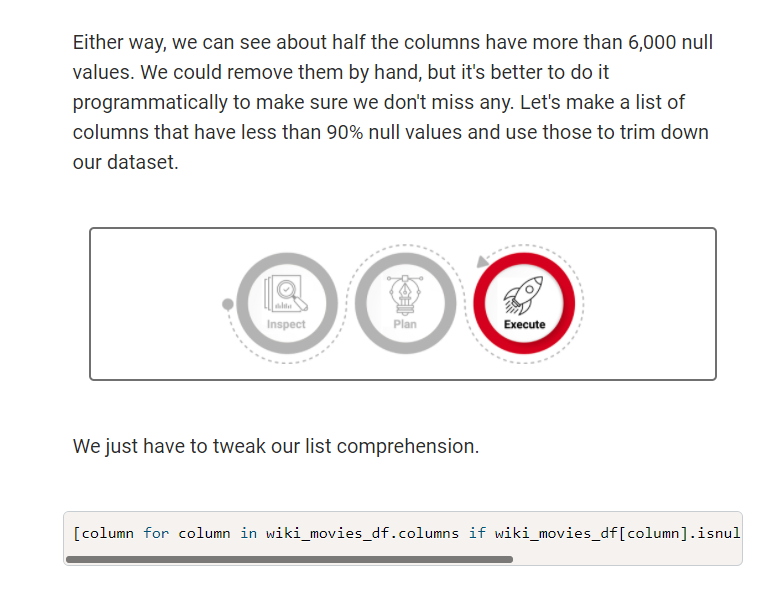 Either way, we can see about half the columns have more than 6,000 null
values. We could remove them by hand, but it's better to do it
programmatically to make sure we don't miss any. Let's make a list of
columns that have less than 90% null values and use those to trim down
our dataset.
Inspect
Plan
Execute
We just have to tweak our list comprehension.
[column for column in wiki_movies_df.columns if wiki_movies_df[column].isnul